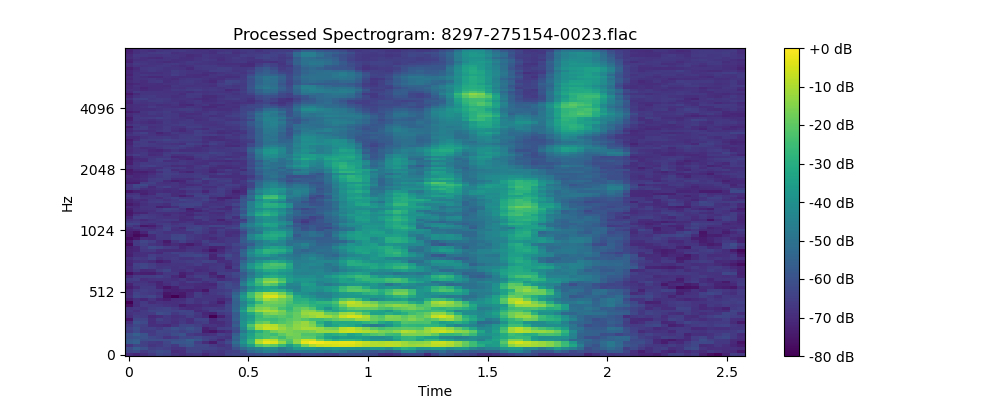 Processed Spectrogram: 8297-275154-0023.flac
+0 dB
-10 dB
4096
-20 dB
-30 dB
2048
-40 dB
Hz
1024
-50 dB
-60 dB
512
-70 dB
0
-80 dB
0 0.5 1 1.5 2 2.5
Time